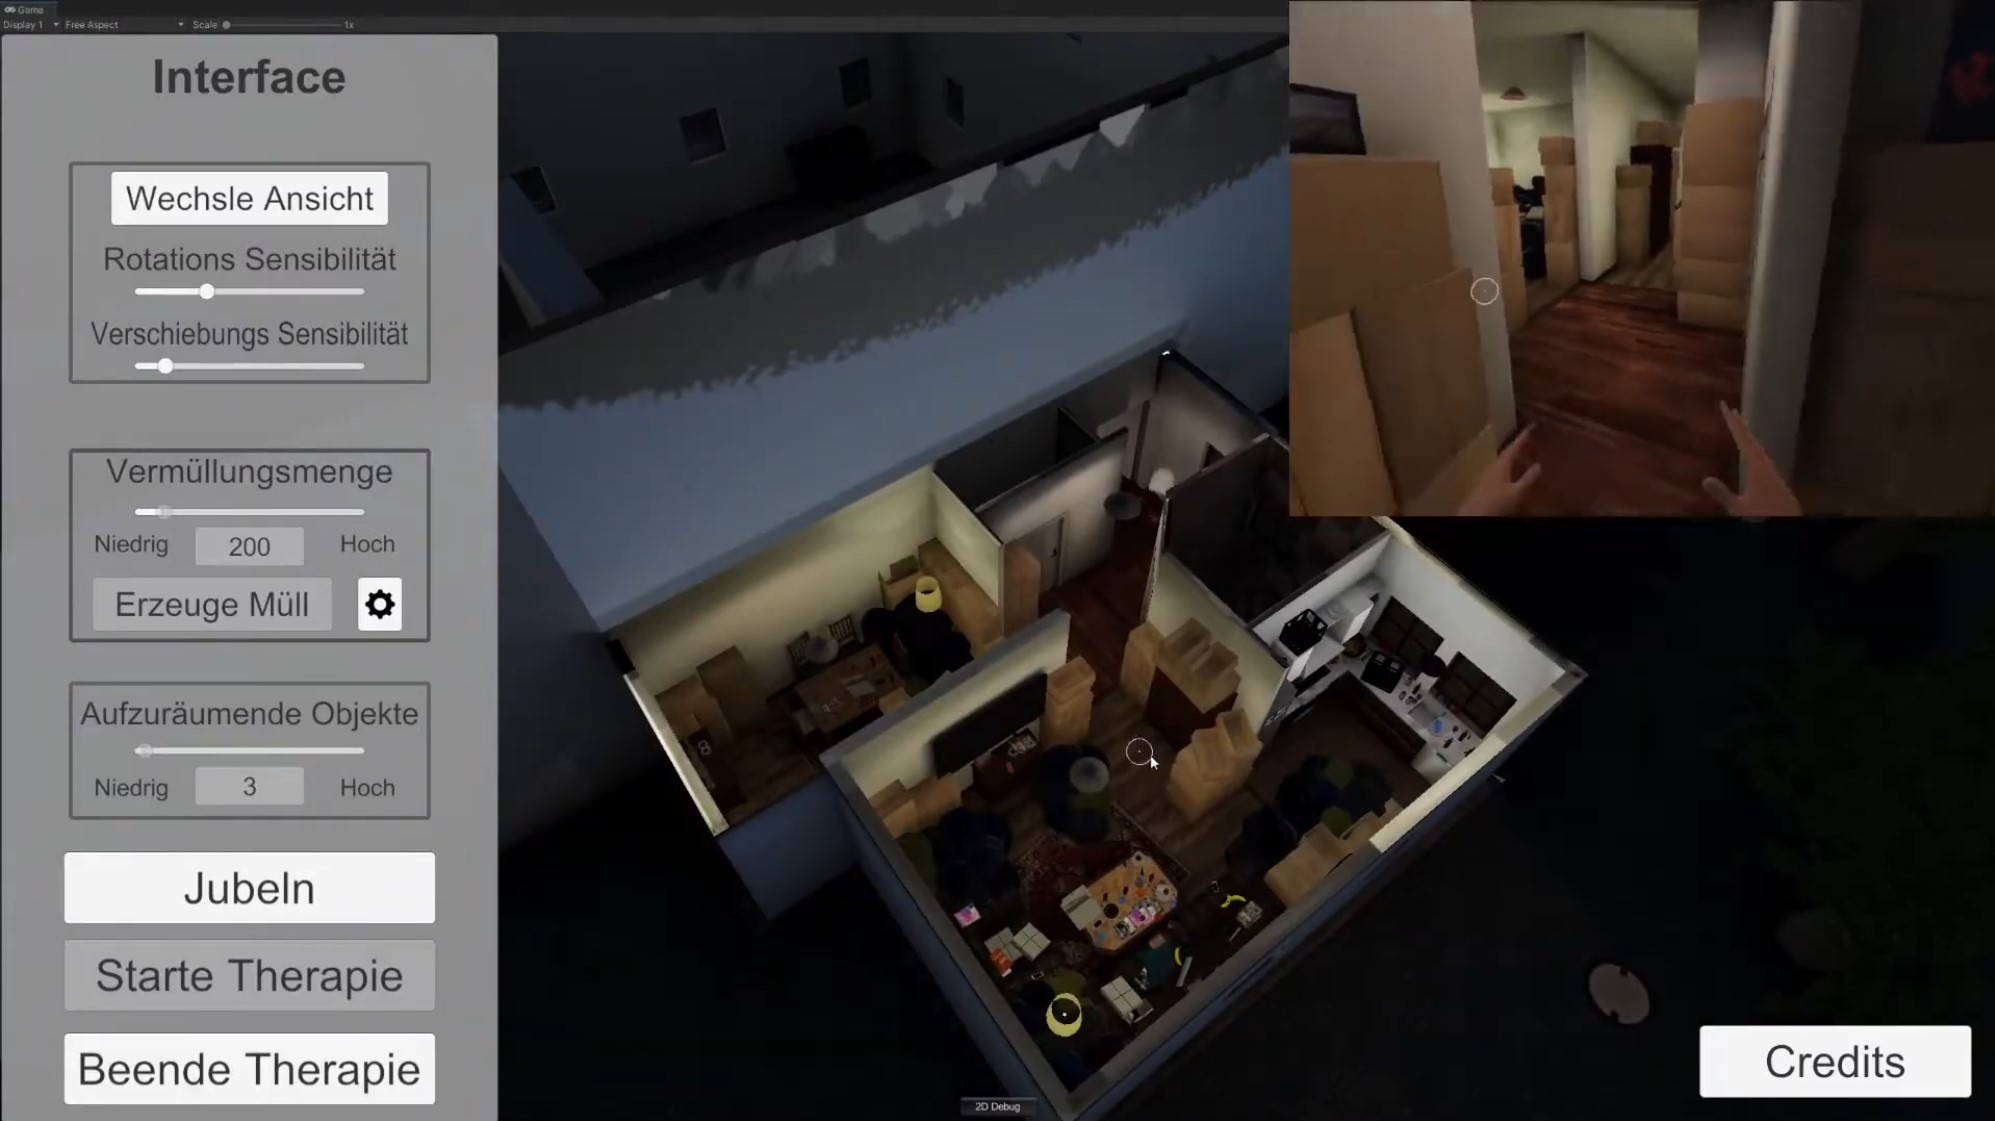 Game
Display 1 Free Aspect Scale 1x
Interface
Wechsle Ansicht
Rotations Sensibilität
Verschiebungs Sensibilität
Vermüllungsmenge
Niedrig 200 Hoch
Erzeuge Müll
Aufzuräumende Objekte
Niedrig 3 Hoch
Jubeln
Starte Therapie
Beende Therapie
Credits
2D Debug